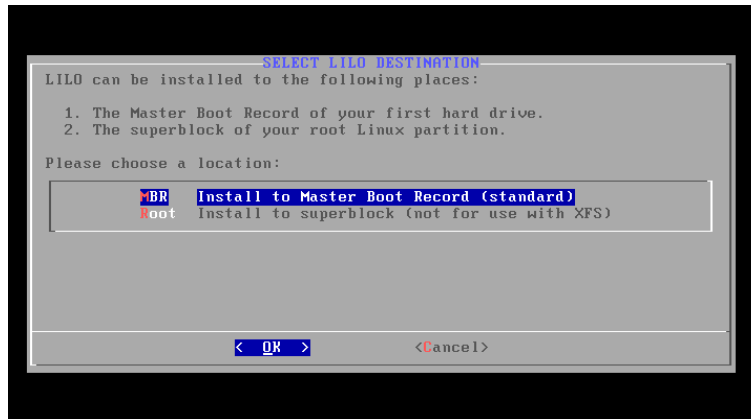 SELECT LILO DESTINATION
LILO can be installed to the following places:
1. The Master Boot Record of your first hard drive.
2. The superblock of your root Linux partition.
Please choose a location:
MBR Install to Master Boot Record (standard)
Root Install to superblock (not for use with XFS)
< OK > <Cancel>